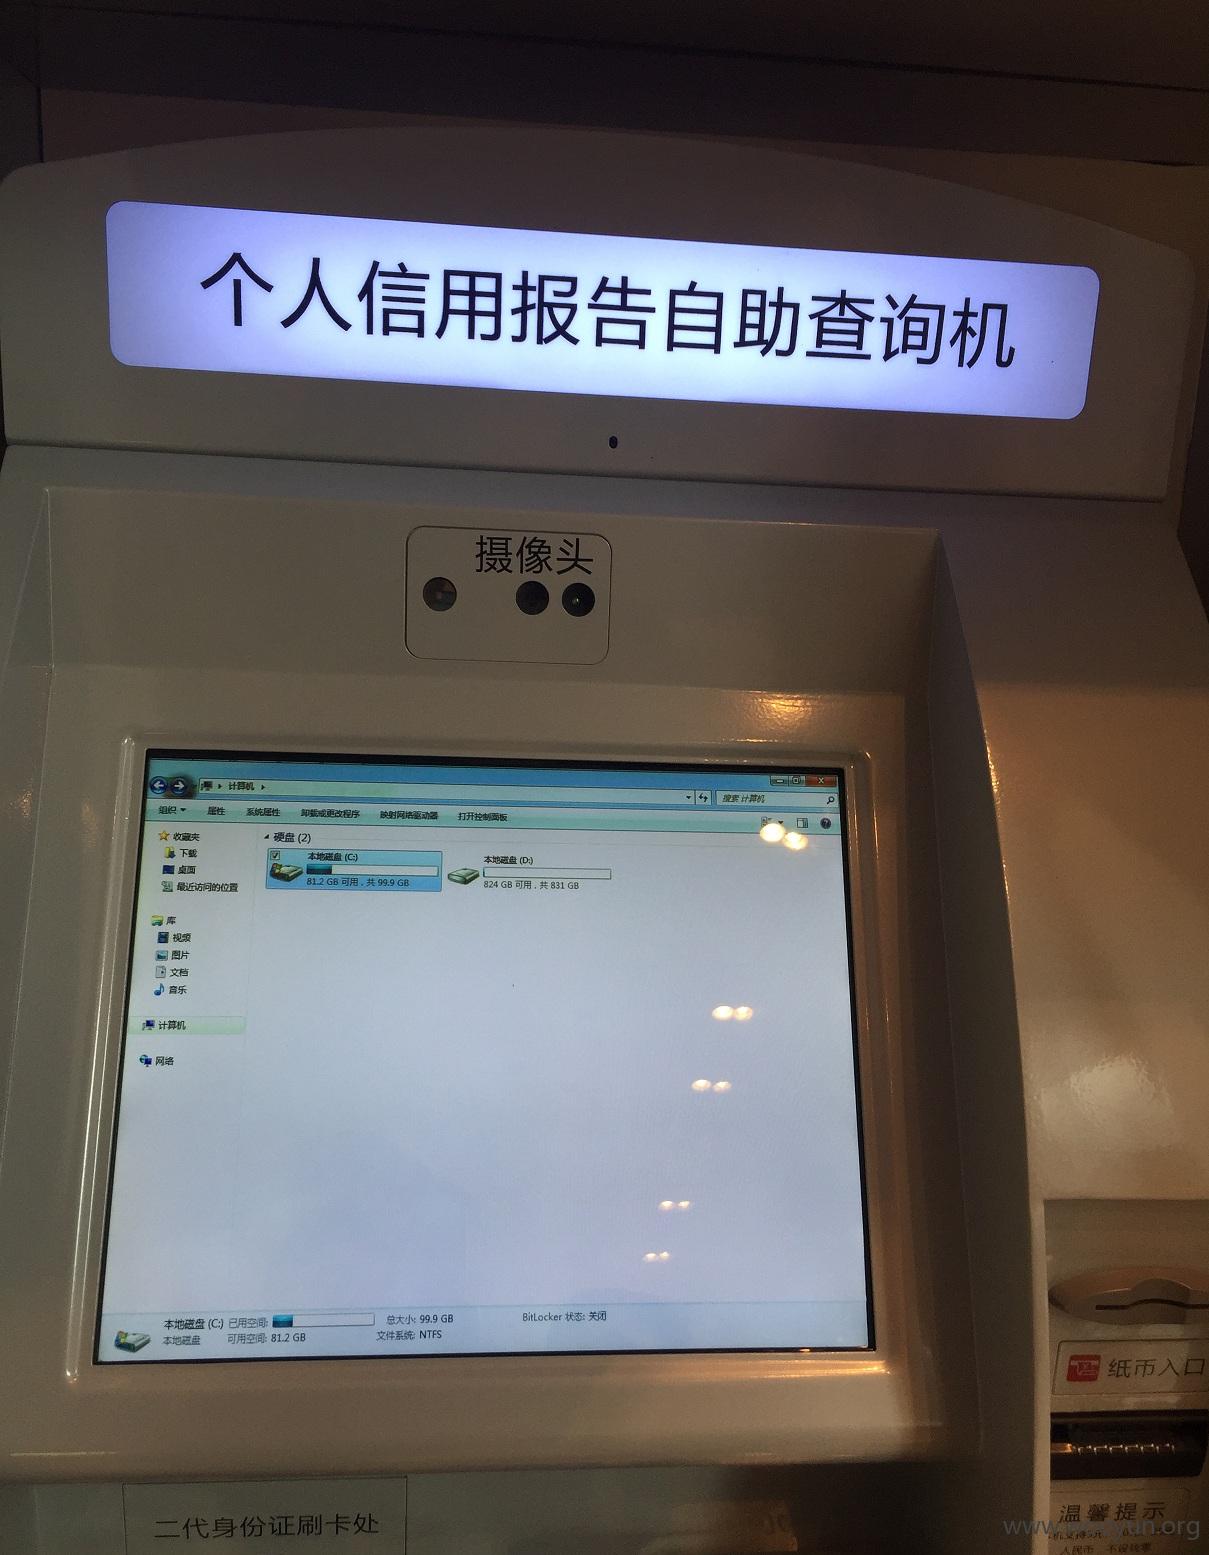 个人信用报告自助查询机
摄像头
计算机
搜索 计算机
组织 属性 系统属性 卸载或更改程序 映射网络驱动器 打开控制面板
收藏夹
下载
桌面
最近访问的位置
库
视频
图片
文档
音乐
计算机
网络
硬盘 (2)
本地磁盘 (C:)
81.2 GB 可用，共 99.9 GB
本地磁盘 (D:)
824 GB 可用，共 831 GB
本地磁盘 (C:) 已用空间: 总大小: 99.9 GB BitLocker 状态: 关闭
本地磁盘 可用空间: 81.2 GB 文件系统: NTFS
纸币入口
二代身份证刷卡处
温馨提示